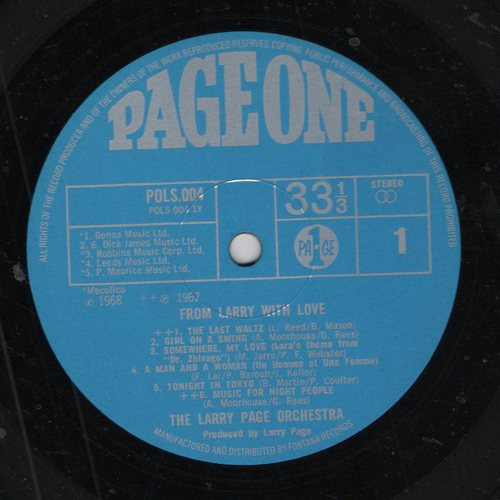 ALL RIGHTS OF THE RECORD PRODUCER AND OF THE OWNERS OF THE WORK REPRODUCED RESERVED. COPYING, PUBLIC PERFORMANCE AND BROADCASTING OF THIS RECORD PROHIBITED
PAGE ONE
POLS.004
POLS 004 1Y
33 1/3
STEREO
*1. Donna Music Ltd.
*2. 6. Dick James Music Ltd.
*3. Robbins Music Corp. Ltd.
*4. Leeds Music Ltd.
*5. P. Maurice Music Ltd.
PA·1·GE
1
*Mecolico
℗ 1968 ++℗ 1967
FROM LARRY WITH LOVE
++1. THE LAST WALTZ (L. Reed/B. Mason)
2. GIRL ON A SWING (A. Moorhouse/G. Rees)
3. SOMEWHERE, MY LOVE (Lara's theme from
"Dr. Zhivago") (M. Jarre/P. F. Webster)
4. A MAN AND A WOMAN (Un Homme et Une Femme)
(F. Lai/P. Barouh/J. Keller)
5. TONIGHT IN TOKYO (B. Martin/P. Coulter)
++6. MUSIC FOR NIGHT PEOPLE
(A. Moorhouse/G. Rees)
THE LARRY PAGE ORCHESTRA
Produced by Larry Page
MANUFACTURED AND DISTRIBUTED BY FONTANA RECORDS